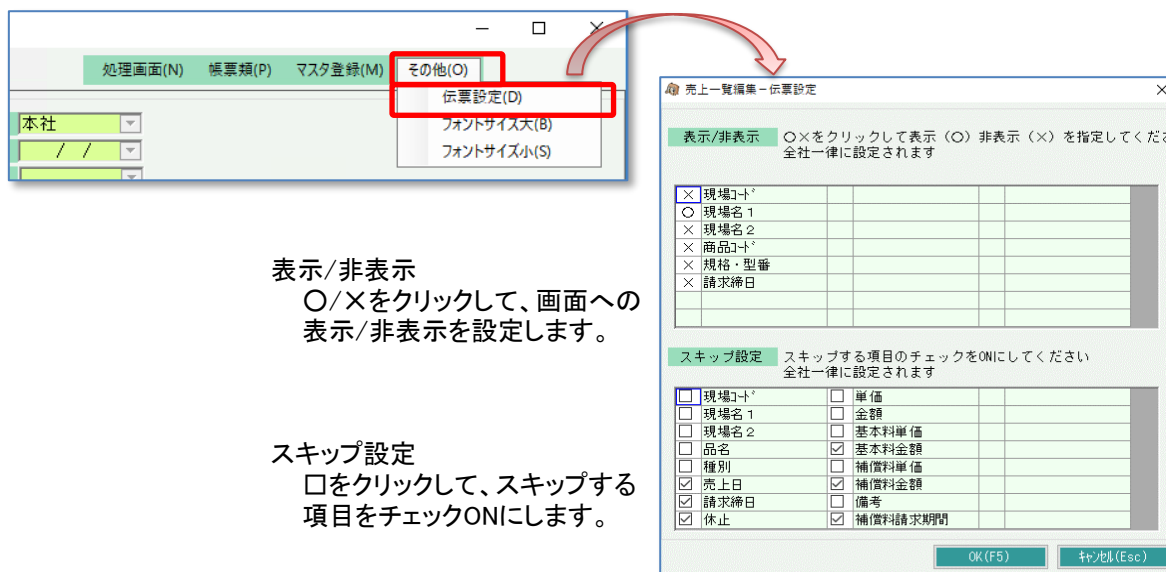 処理画面(N) 帳票類(P) マスタ登録(M) その他(O)
伝票設定(D)
フォントサイズ大(B)
フォントサイズ小(S)
本社
/ /
売上一覧編集－伝票設定
表示/非表示 〇×をクリックして表示（〇）非表示（×）を指定してくださ
全社一律に設定されます
× 現場ｺｰﾄﾞ
〇 現場名１
× 現場名２
× 商品ｺｰﾄﾞ
× 規格・型番
× 請求締日
表示/非表示
〇/×をクリックして、画面への
表示/非表示を設定します。
スキップ設定 スキップする項目のチェックをONにしてください
全社一律に設定されます
☐ 現場ｺｰﾄﾞ ☐ 単価
☐ 現場名１ ☐ 金額
☐ 現場名２ ☐ 基本料単価
☐ 品名 ☑ 基本料金額
☐ 種別 ☐ 補償料単価
☑ 売上日 ☑ 補償料金額
☑ 請求締日 ☐ 備考
☑ 休止 ☑ 補償料請求期間
スキップ設定
□をクリックして、スキップする
項目をチェックONにします。
OK(F5) ｷｬﾝｾﾙ(Esc)